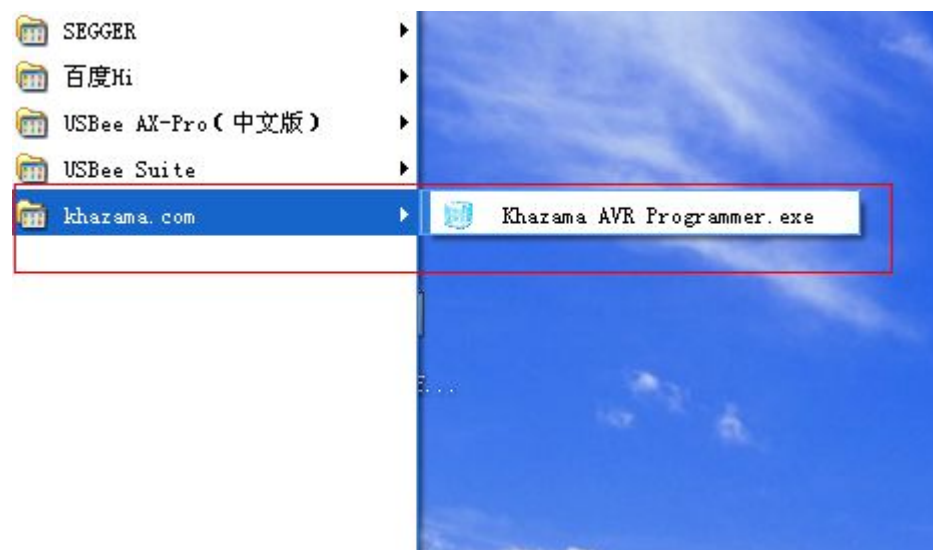 SEGGER
百度Hi
USBee AX-Pro(中文版)
USBee Suite
khazama.com
Khazama AVR Programmer.exe